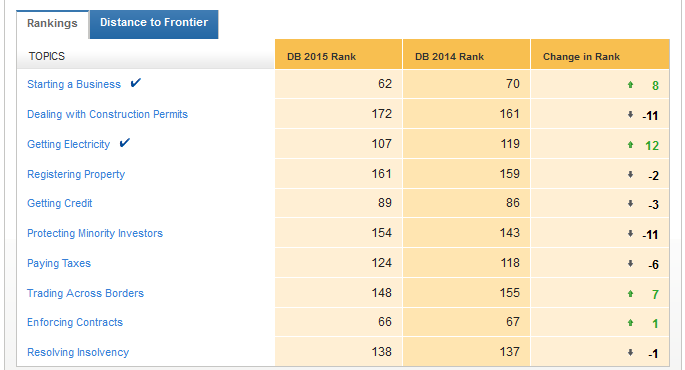 Rankings Distance to Frontier
TOPICS DB 2015 Rank DB 2014 Rank Change in Rank
Starting a Business ✔ 62 70 8
Dealing with Construction Permits 172 161 -11
Getting Electricity ✔ 107 119 12
Registering Property 161 159 -2
Getting Credit 89 86 -3
Protecting Minority Investors 154 143 -11
Paying Taxes 124 118 -6
Trading Across Borders 148 155 7
Enforcing Contracts 66 67 1
Resolving Insolvency 138 137 -1